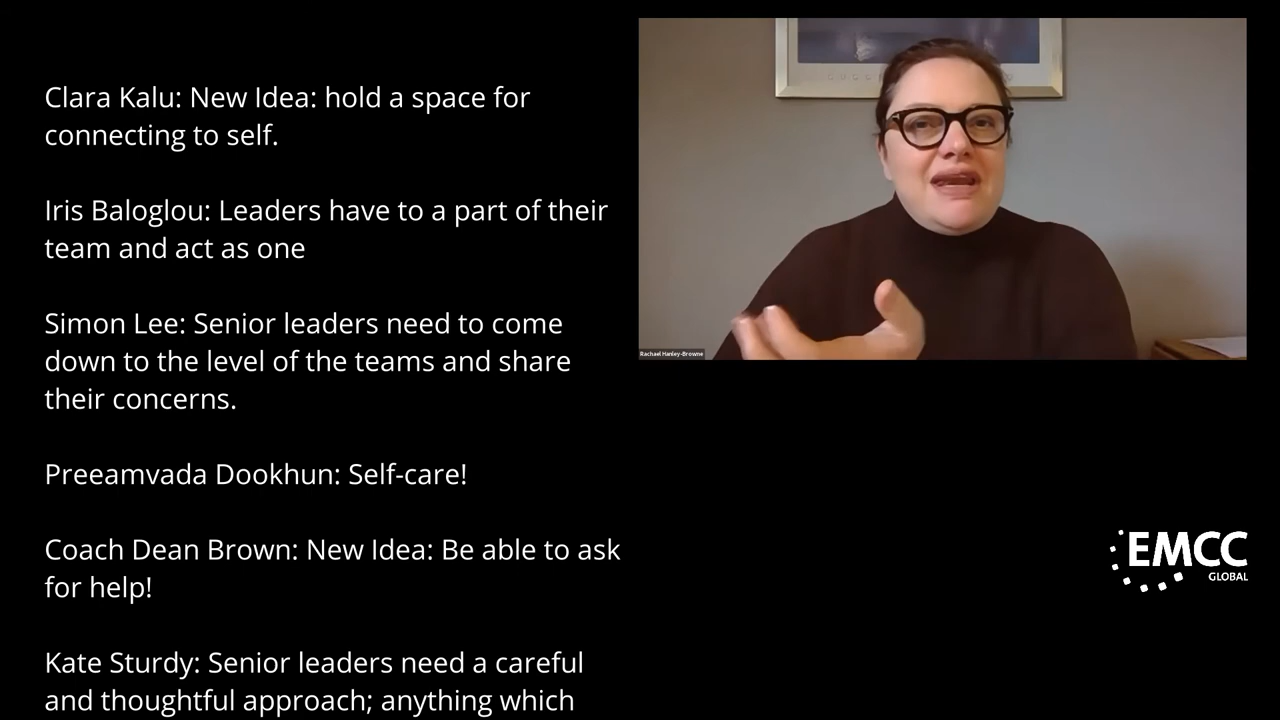 Clara Kalu: New Idea: hold a space for
connecting to self.
Iris Baloglou: Leaders have to a part of their
team and act as one
Simon Lee: Senior leaders need to come
down to the level of the teams and share
their concerns.
Preeamvada Dookhun: Self-care!
Coach Dean Brown: New Idea: Be able to ask
for help!
Kate Sturdy: Senior leaders need a careful
and thoughtful approach; anything which
Rachael Hanley-Browne
EMCC
GLOBAL